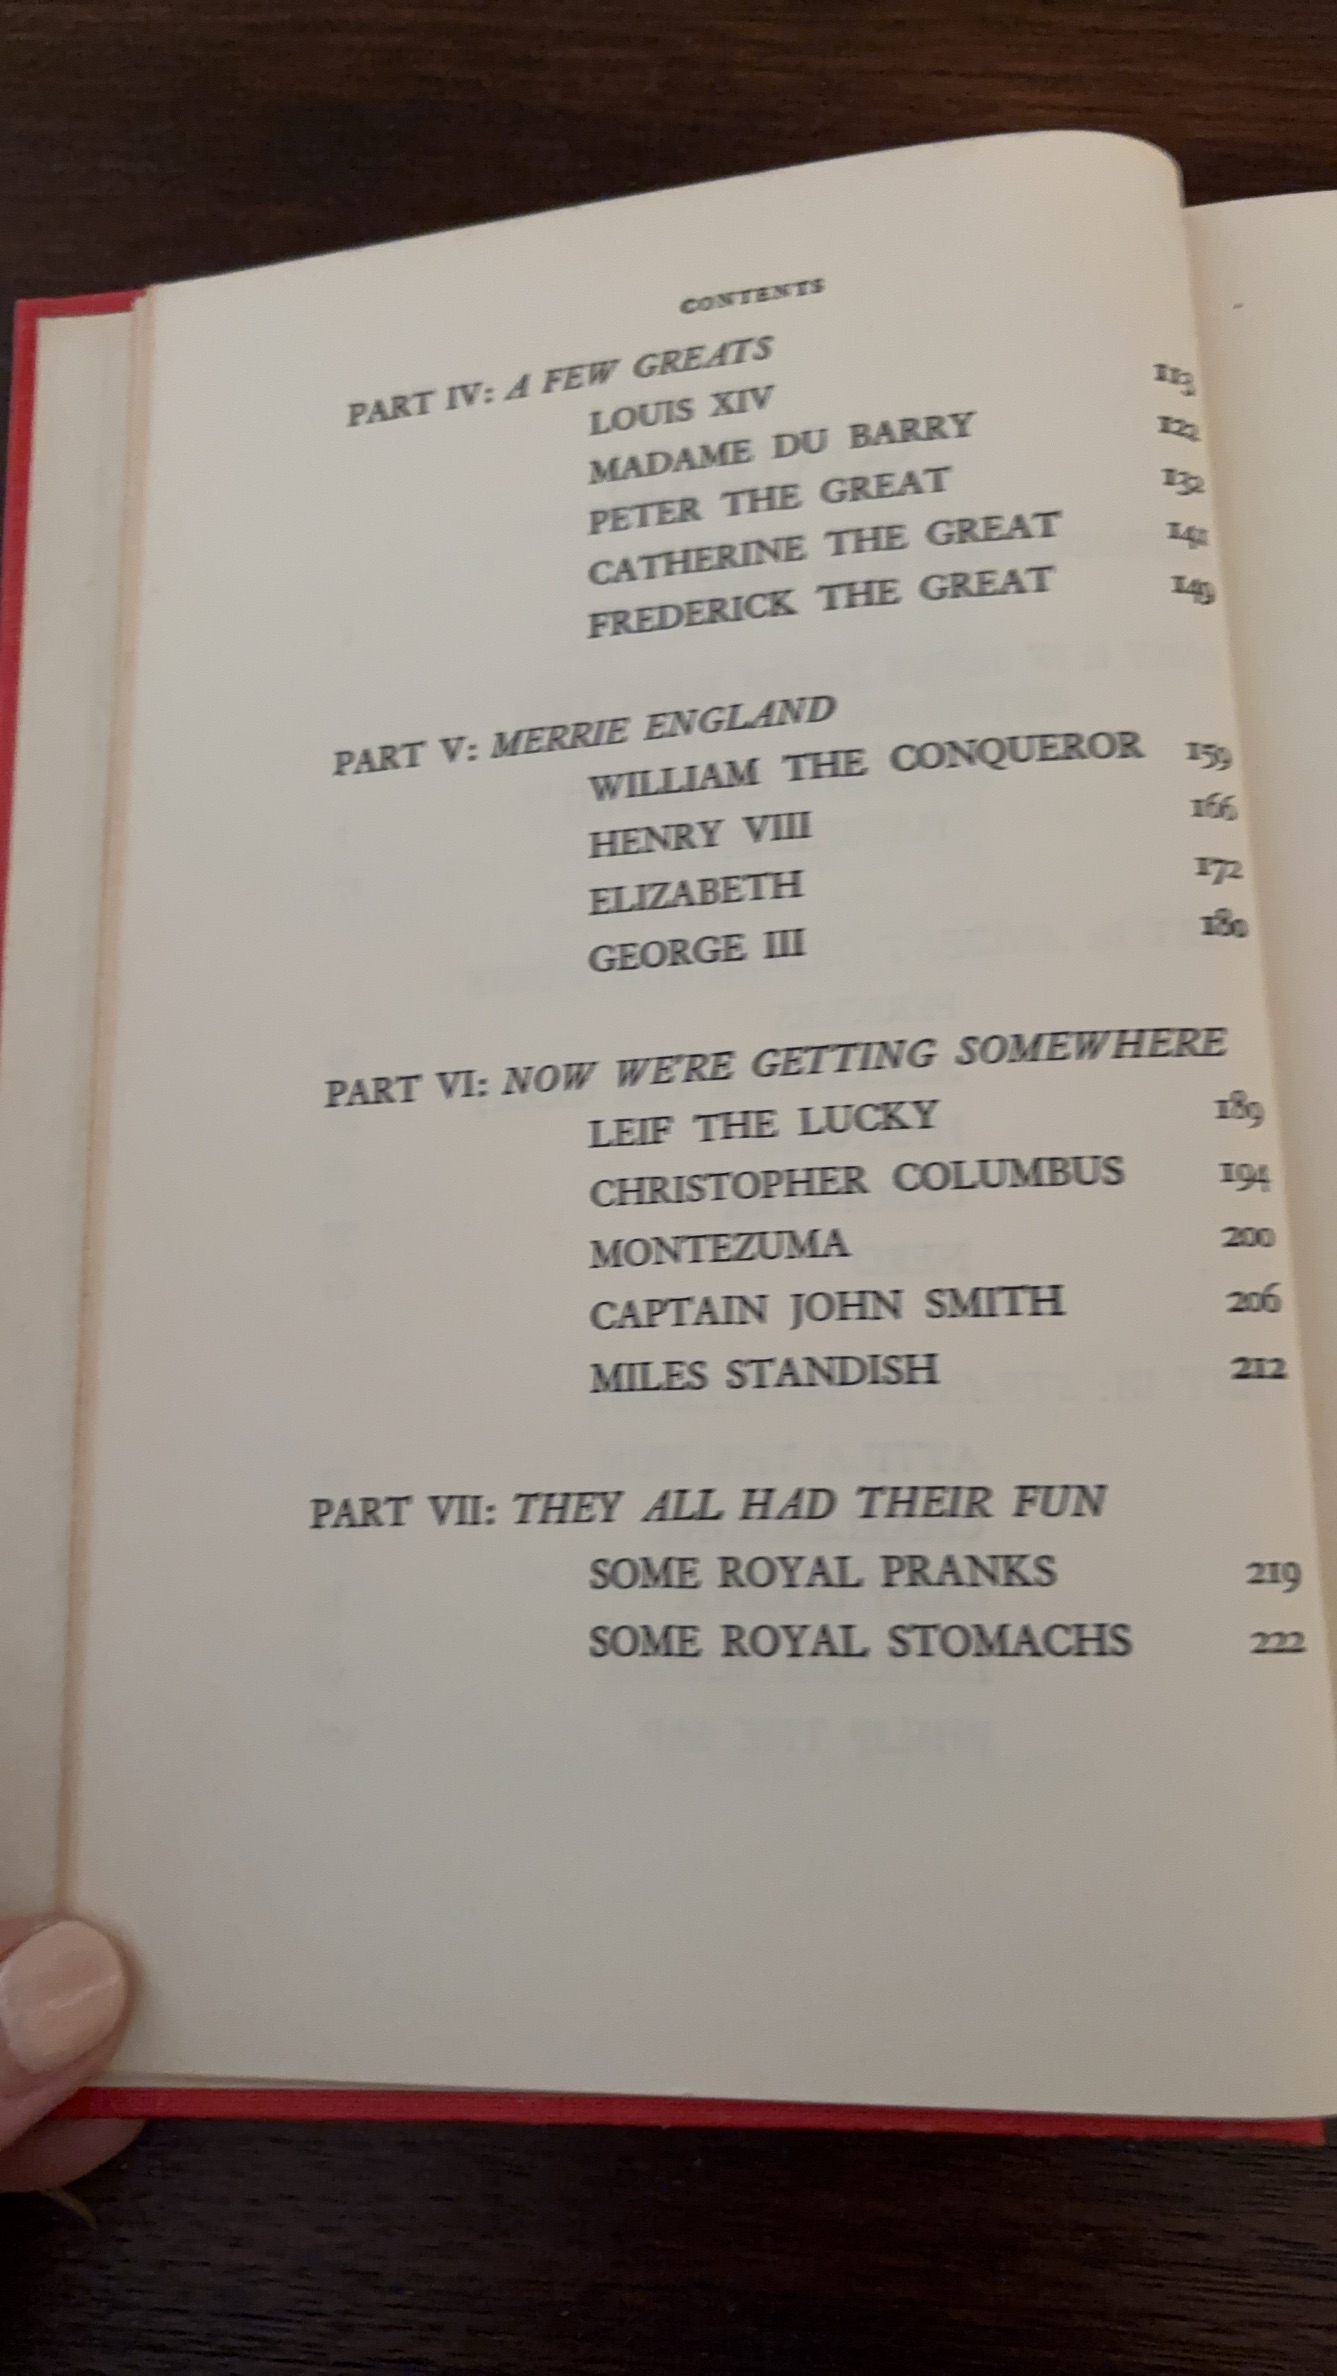 CONTENTS
PART IV: A FEW GREATS
LOUIS XIV 113
MADAME DU BARRY 122
PETER THE GREAT 132
CATHERINE THE GREAT 141
FREDERICK THE GREAT 149
PART V: MERRIE ENGLAND
WILLIAM THE CONQUEROR 159
HENRY VIII 166
ELIZABETH 172
GEORGE III 180
PART VI: NOW WE'RE GETTING SOMEWHERE
LEIF THE LUCKY 189
CHRISTOPHER COLUMBUS 194
MONTEZUMA 200
CAPTAIN JOHN SMITH 206
MILES STANDISH 212
PART VII: THEY ALL HAD THEIR FUN
SOME ROYAL PRANKS 219
SOME ROYAL STOMACHS 222